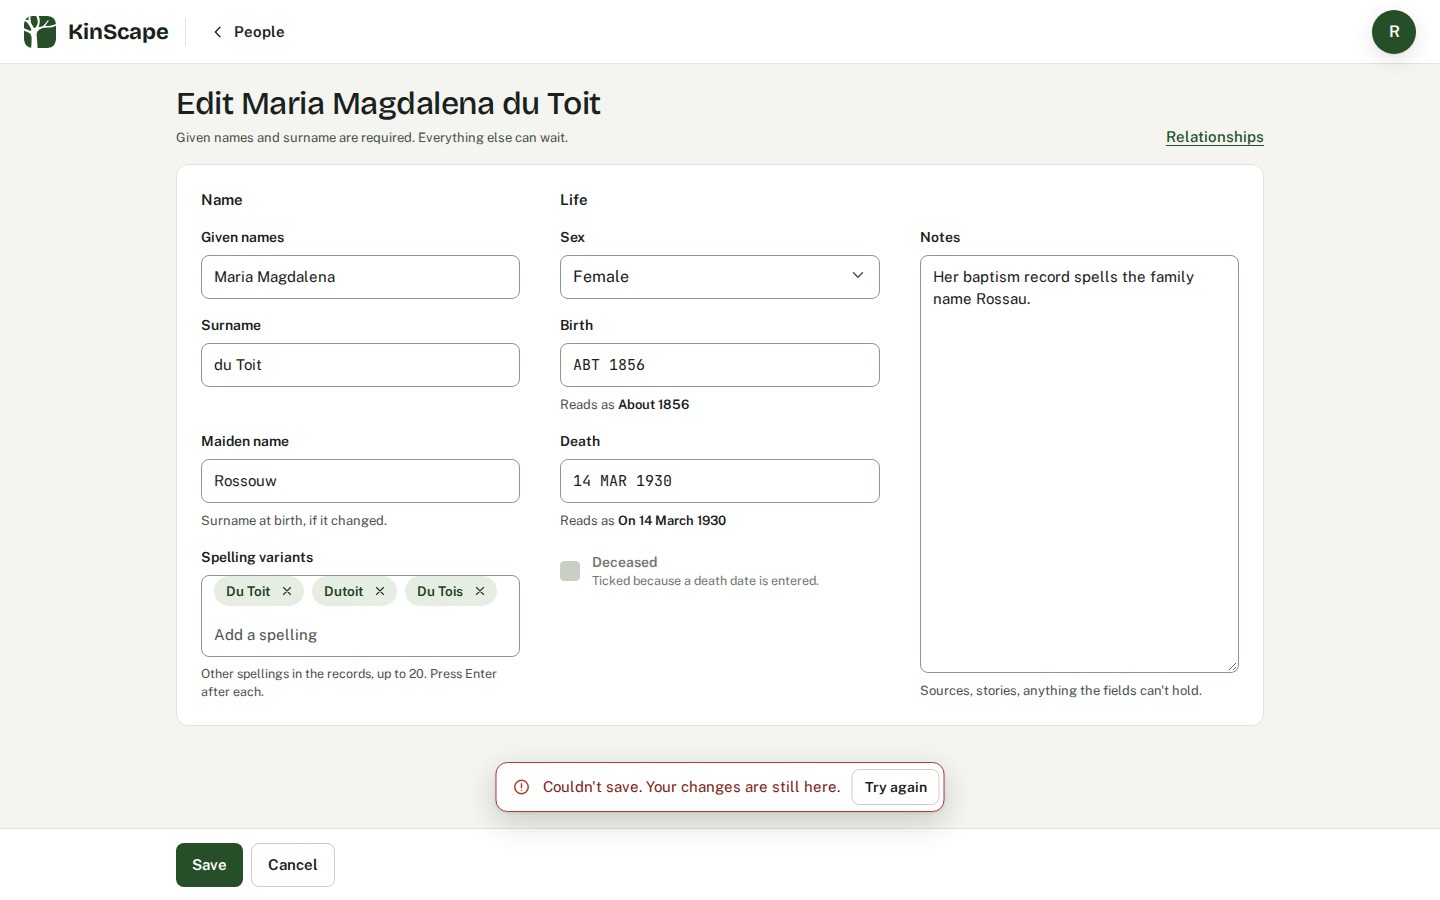 KinScape
People
R
Edit Maria Magdalena du Toit
Given names and surname are required. Everything else can wait.
Relationships
Name
Given names
Maria Magdalena
Surname
du Toit
Maiden name
Rossouw
Surname at birth, if it changed.
Spelling variants
Du Toit
Dutoit
Du Tois
Add a spelling
Other spellings in the records, up to 20. Press Enter
after each.
Life
Sex
Female
Birth
ABT 1856
Reads as About 1856
Death
14 MAR 1930
Reads as On 14 March 1930
Deceased
Ticked because a death date is entered.
Notes
Her baptism record spells the family
name Rossau.
Sources, stories, anything the fields can't hold.
Couldn't save. Your changes are still here.
Try again
Save
Cancel